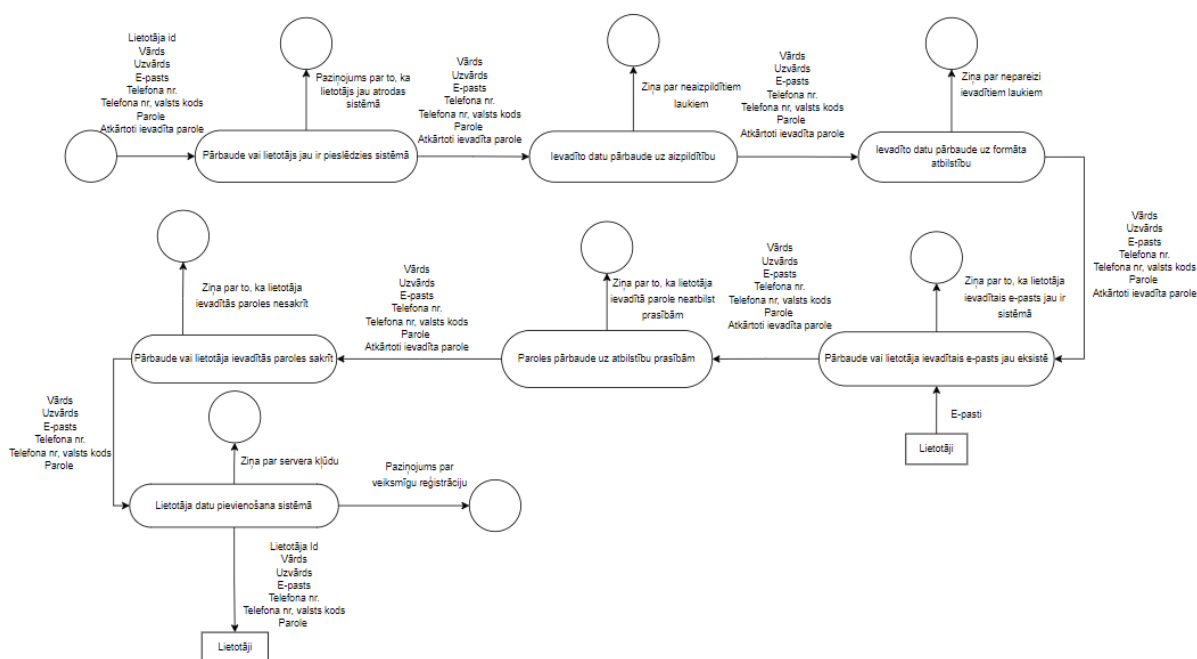 Lietotāja id
Vārds
Uzvārds
E-pasts
Telefona nr.
Telefona nr, valsts kods
Parole
Atkārtoti ievadīta parole
Pārbaude vai lietotājs jau ir pieslēdzies sistēmā
Paziņojums par to, ka
lietotājs jau atrodas
sistēmā
Vārds
Uzvārds
E-pasts
Telefona nr.
Telefona nr, valsts kods
Parole
Atkārtoti ievadīta parole
Ievadīto datu pārbaude uz aizpildītību
Ziņa par neaizpildītiem
laukiem
Vārds
Uzvārds
E-pasts
Telefona nr.
Telefona nr, valsts kods
Parole
Atkārtoti ievadīta parole
Ievadīto datu pārbaude uz formāta
atbilstību
Ziņa par nepareizi
ievadītiem laukiem
Vārds
Uzvārds
E-pasts
Telefona nr.
Telefona nr, valsts kods
Parole
Atkārtoti ievadīta parole
Pārbaude vai lietotāja ievadītais e-pasts jau eksistē
Ziņa par to, ka lietotāja
ievadītais e-pasts jau ir
sistēmā
E-pasti
Lietotāji
Vārds
Uzvārds
E-pasts
Telefona nr.
Telefona nr, valsts kods
Parole
Atkārtoti ievadīta parole
Paroles pārbaude uz atbilstību prasībām
Ziņa par to, ka lietotāja
ievadītā parole neatbilst
prasībām
Vārds
Uzvārds
E-pasts
Telefona nr.
Telefona nr, valsts kods
Parole
Atkārtoti ievadīta parole
Pārbaude vai lietotāja ievadītās paroles sakrīt
Ziņa par to, ka lietotāja
ievadītās paroles nesakrīt
Vārds
Uzvārds
E-pasts
Telefona nr.
Telefona nr, valsts kods
Parole
Lietotāja datu pievienošana sistēmā
Ziņa par servera kļūdu
Paziņojums par
veiksmīgu reģistrāciju
Lietotāja Id
Vārds
Uzvārds
E-pasts
Telefona nr.
Telefona nr, valsts kods
Parole
Lietotāji